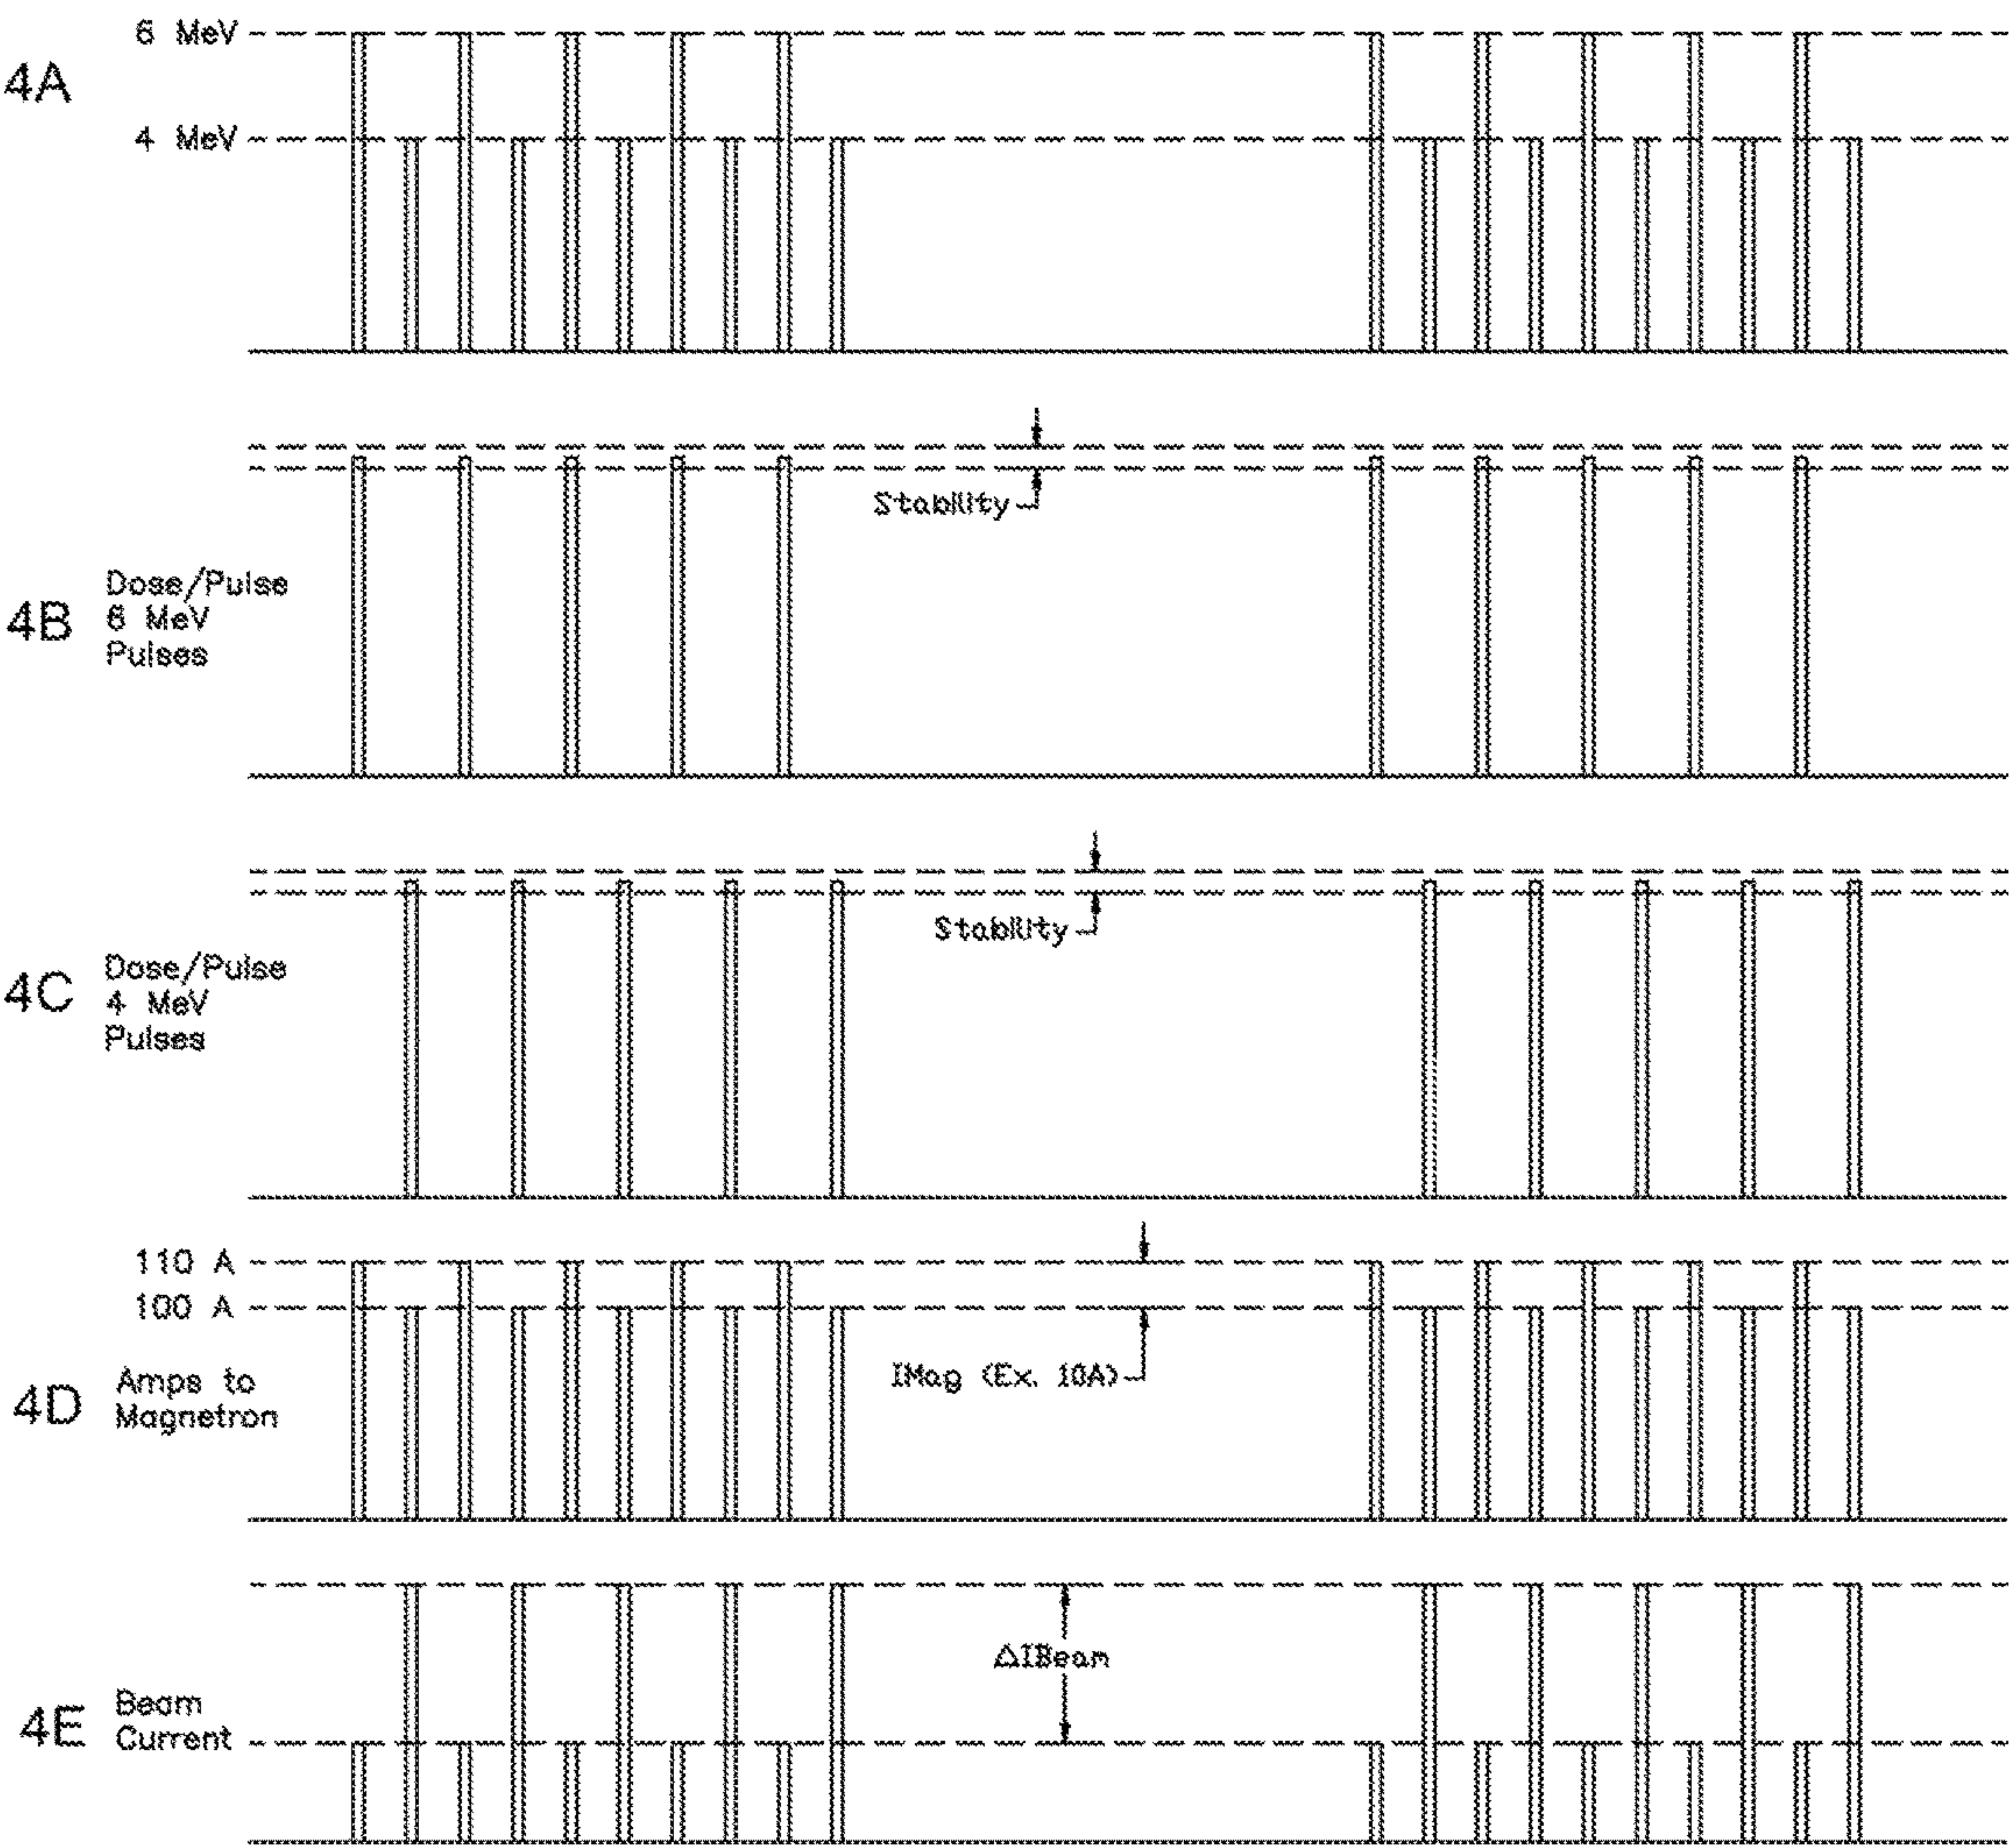 6 MeV
4A
4 MeV
Stability
Dose/Pulse
4B 6 MeV
Pulses
Stability
Dose/Pulse
4C 4 MeV
Pulses
110 A
100 A
IMag (Ex. 10A)
Amps to
4D Magnetron
ΔIBeam
Beam
4E Current